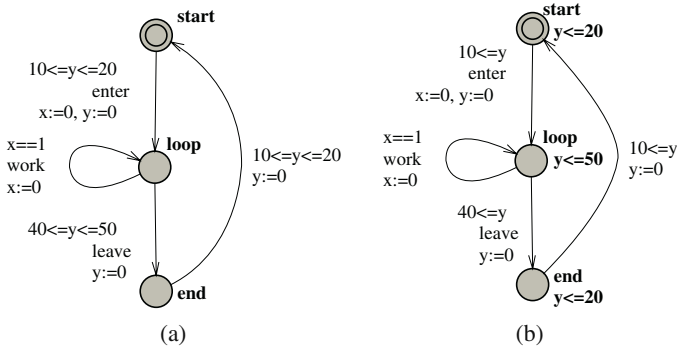 start
10<=y<=20
enter
x:=0, y:=0
x==1
work
x:=0
loop
10<=y<=20
y:=0
40<=y<=50
leave
y:=0
end
(a)
start
y<=20
10<=y
enter
x:=0, y:=0
x==1
work
x:=0
loop
y<=50
10<=y
y:=0
40<=y
leave
y:=0
end
y<=20
(b)